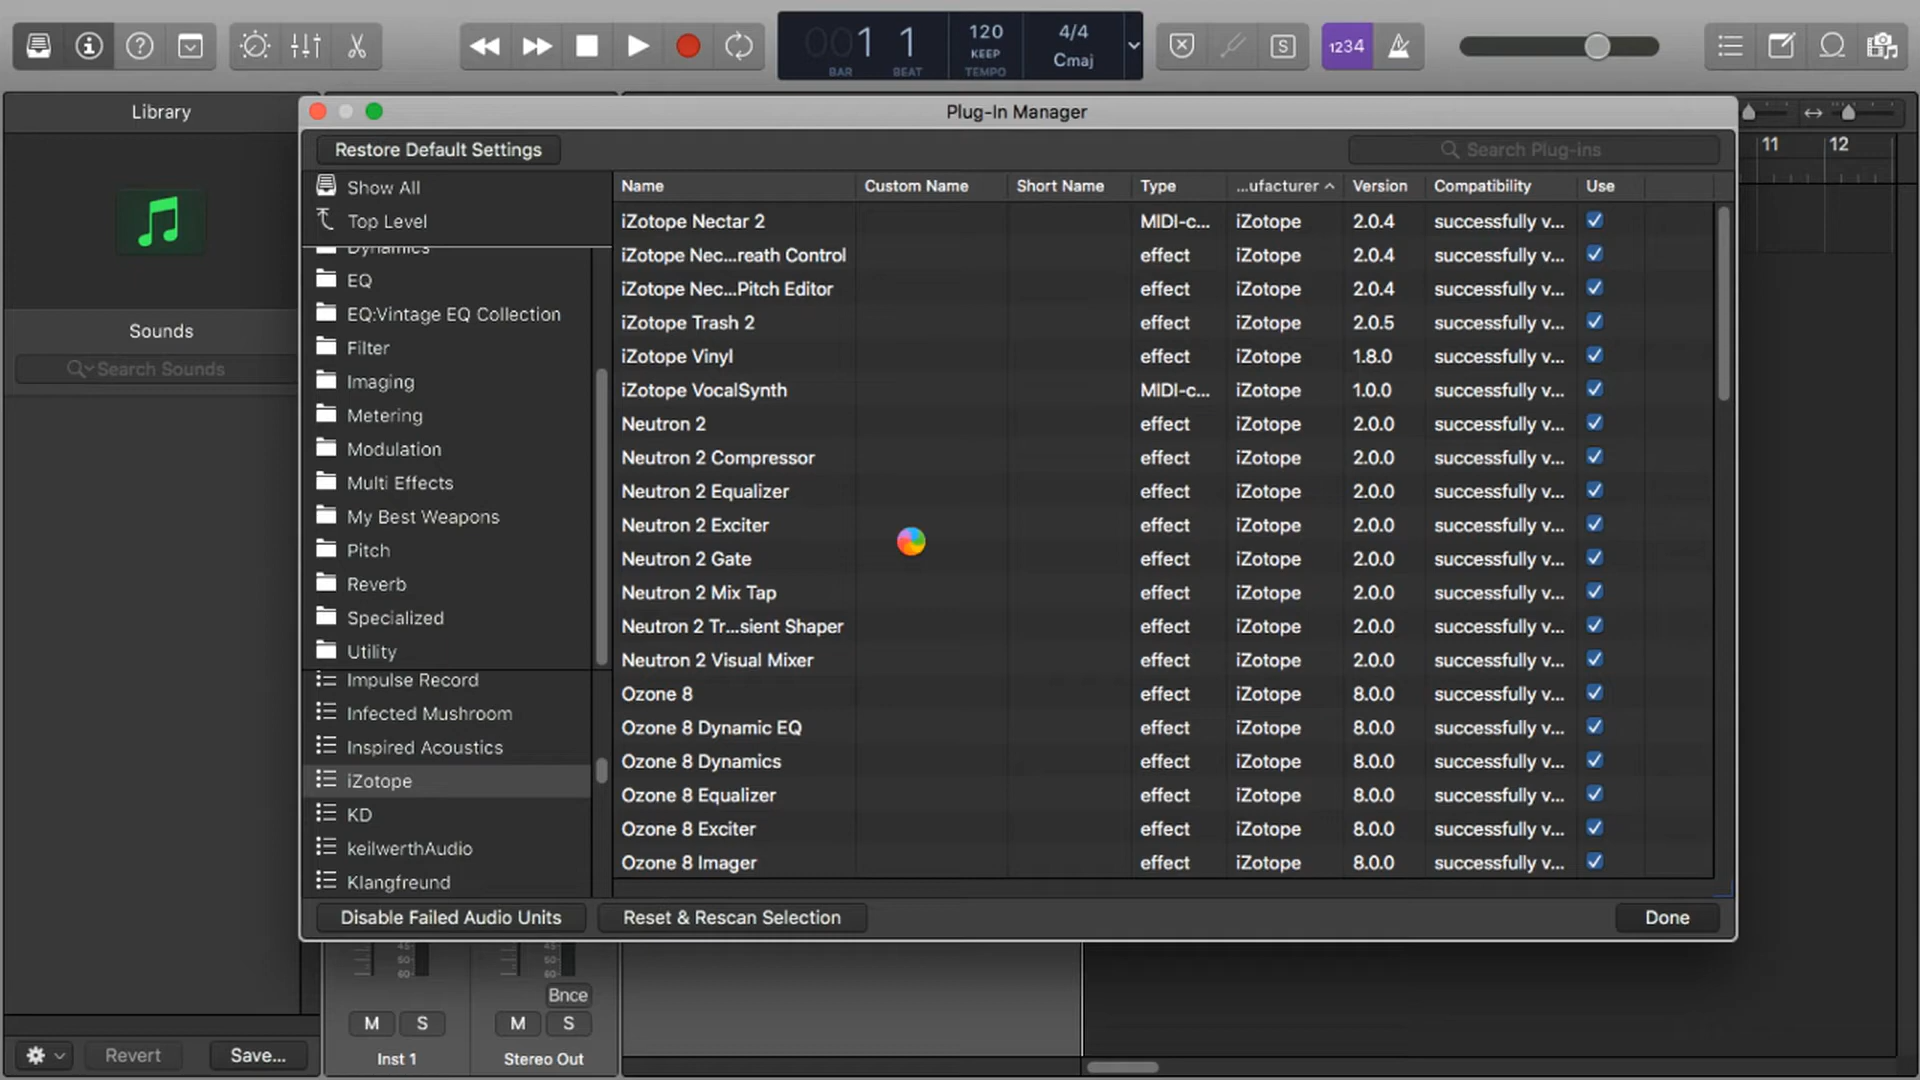 001 1
BAR BEAT
120
KEEP
TEMPO
4/4
Cmaj
S
1234
Library
Plug-In Manager
11 12
Restore Default Settings
Search Plug-ins
Sounds
Search Sounds
Show All
Top Level
Dynamics
EQ
EQ:Vintage EQ Collection
Filter
Imaging
Metering
Modulation
Multi Effects
My Best Weapons
Pitch
Reverb
Specialized
Utility
Impulse Record
Infected Mushroom
Inspired Acoustics
iZotope
KD
keilwerthAudio
Klangfreund
Name Custom Name Short Name Type ...ufacturer Version Compatibility Use
iZotope Nectar 2 MIDI-c... iZotope 2.0.4 successfully v...
iZotope Nec...reath Control effect iZotope 2.0.4 successfully v...
iZotope Nec...Pitch Editor effect iZotope 2.0.4 successfully v...
iZotope Trash 2 effect iZotope 2.0.5 successfully v...
iZotope Vinyl effect iZotope 1.8.0 successfully v...
iZotope VocalSynth MIDI-c... iZotope 1.0.0 successfully v...
Neutron 2 effect iZotope 2.0.0 successfully v...
Neutron 2 Compressor effect iZotope 2.0.0 successfully v...
Neutron 2 Equalizer effect iZotope 2.0.0 successfully v...
Neutron 2 Exciter effect iZotope 2.0.0 successfully v...
Neutron 2 Gate effect iZotope 2.0.0 successfully v...
Neutron 2 Mix Tap effect iZotope 2.0.0 successfully v...
Neutron 2 Tr...sient Shaper effect iZotope 2.0.0 successfully v...
Neutron 2 Visual Mixer effect iZotope 2.0.0 successfully v...
Ozone 8 effect iZotope 8.0.0 successfully v...
Ozone 8 Dynamic EQ effect iZotope 8.0.0 successfully v...
Ozone 8 Dynamics effect iZotope 8.0.0 successfully v...
Ozone 8 Equalizer effect iZotope 8.0.0 successfully v...
Ozone 8 Exciter effect iZotope 8.0.0 successfully v...
Ozone 8 Imager effect iZotope 8.0.0 successfully v...
Disable Failed Audio Units Reset & Rescan Selection Done
45 45
50 50
60 60
Bnce
M S M S
Inst 1 Stereo Out
Revert Save...